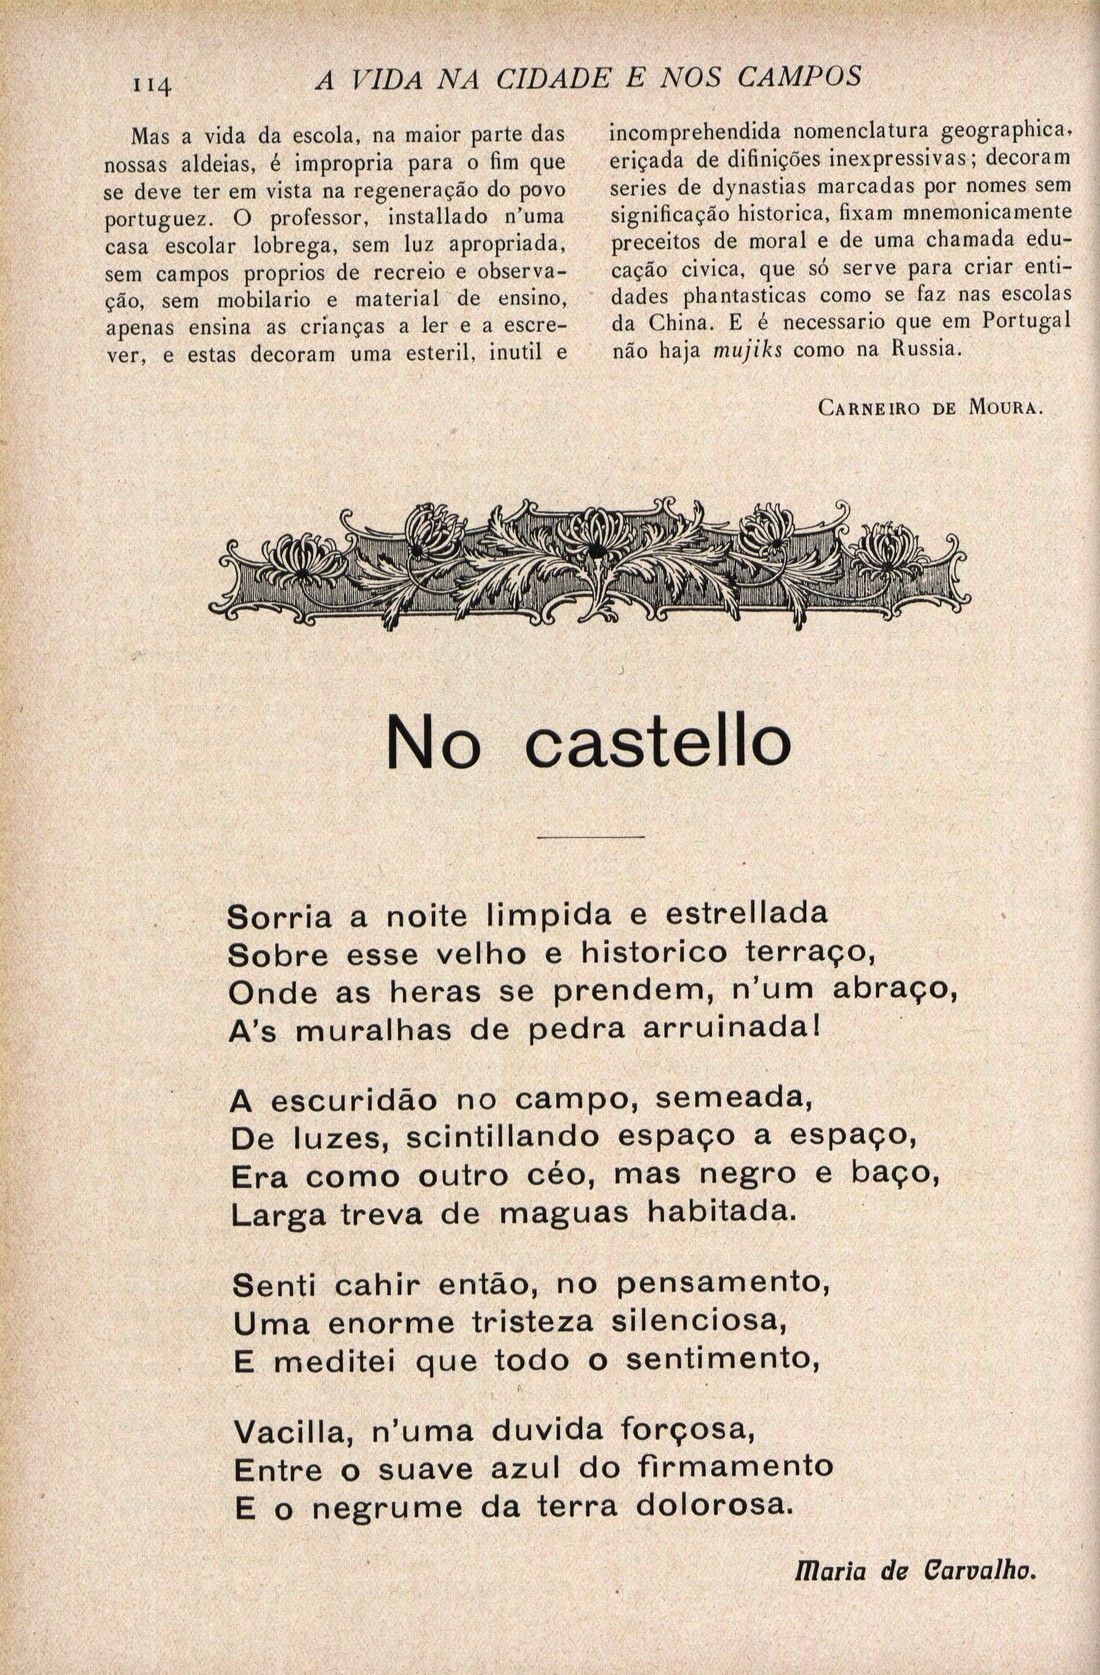 114
A VIDA NA CIDADE E NOS CAMPOS
Mas a vida da escola, na maior parte das
nossas aldeias, é impropria para o fim que
se deve ter em vista na regeneração do povo
portuguez. O professor, installado n'uma
casa escolar lobrega, sem luz apropriada,
sem campos proprios de recreio e observa-
ção, sem mobilario e material de ensino,
apenas ensina as crianças a ler e a escre-
ver, e estas decoram uma esteril, inutil e
incomprehendida nomenclatura geographica,
eriçada de difinições inexpressivas; decoram
series de dynastias marcadas por nomes sem
significação historica, fixam mnemonicamente
preceitos de moral e de uma chamada edu-
cação civica, que só serve para criar enti-
dades phantasticas como se faz nas escolas
da China. E é necessario que em Portugal
não haja mujiks como na Russia.
CARNEIRO DE MOURA.
No castello
Sorria a noite limpida e estrellada
Sobre esse velho e historico terraço,
Onde as heras se prendem, n'um abraço,
A's muralhas de pedra arruinada!
A escuridão no campo, semeada,
De luzes, scintillando espaço a espaço,
Era como outro céo, mas negro e baço,
Larga treva de maguas habitada.
Senti cahir então, no pensamento,
Uma enorme tristeza silenciosa,
E meditei que todo o sentimento,
Vacilla, n'uma duvida forçosa,
Entre o suave azul do firmamento
E o negrume da terra dolorosa.
Maria de Carvalho.